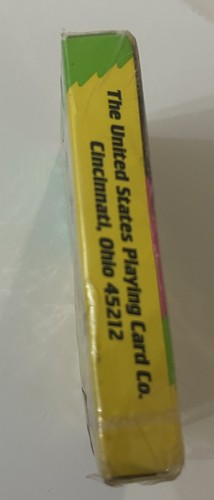 The United States Playing Card Co.
Cincinnati, Ohio 45212